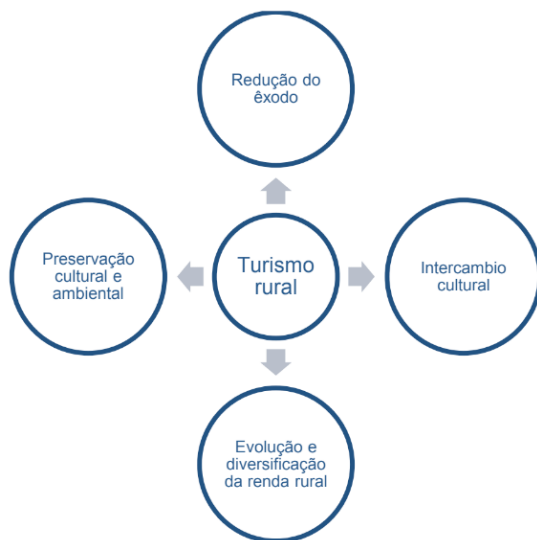 Redução do
êxodo
Preservação
cultural e
ambiental
Turismo
rural
Intercambio
cultural
Evolução e
diversificação
da renda rural